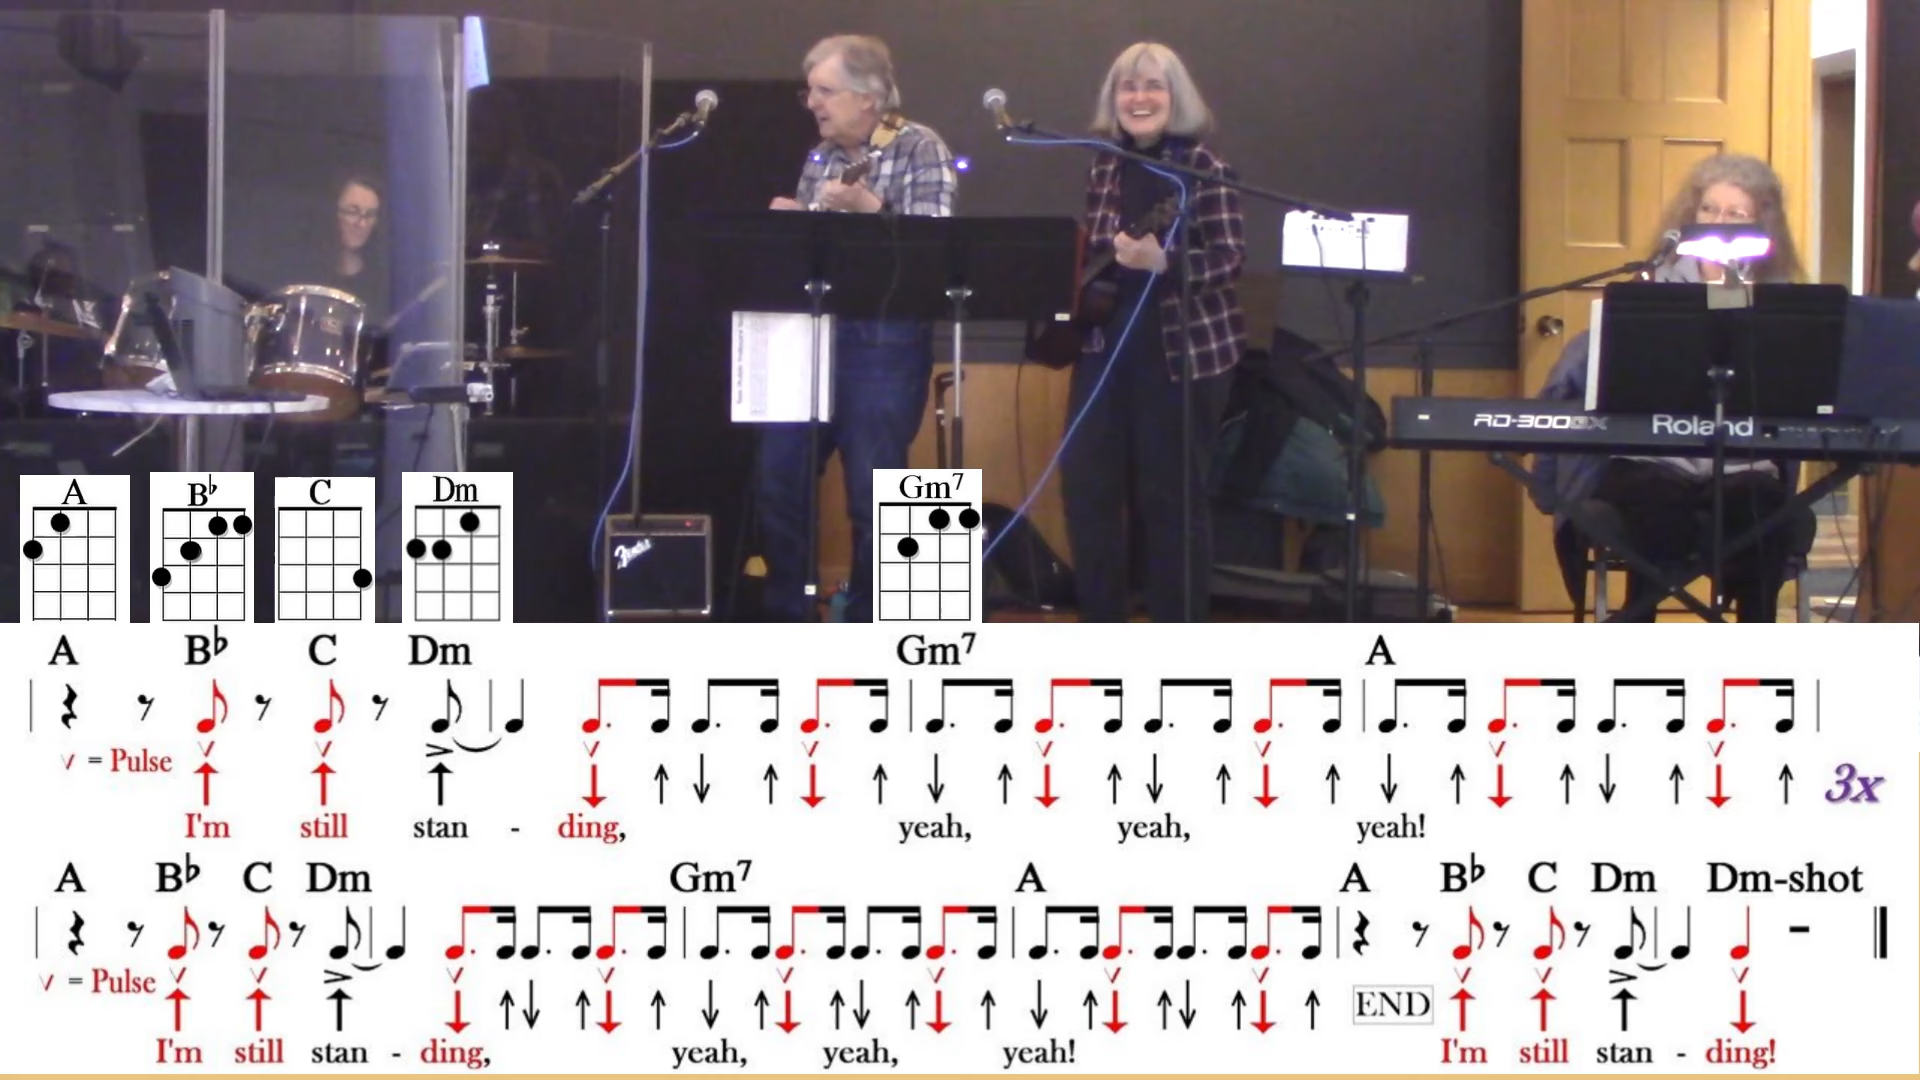 RD-300GX Roland
Fender
A B♭ C Dm Gm7
A B♭ C Dm Gm7 A
v = Pulse
3x
I'm still stan - ding, yeah, yeah, yeah!
A B♭ C Dm Gm7 A A B♭ C Dm Dm-shot
v = Pulse
END
I'm still stan - ding, yeah, yeah, yeah! I'm still stan - ding!